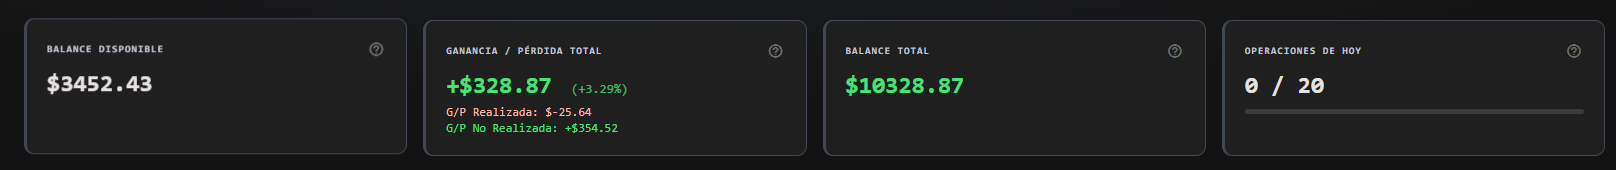 BALANCE DISPONIBLE
$3452.43
GANANCIA / PÉRDIDA TOTAL
+$328.87 (+3.29%)
G/P Realizada: $-25.64
G/P No Realizada: +$354.52
BALANCE TOTAL
$10328.87
OPERACIONES DE HOY
0 / 20